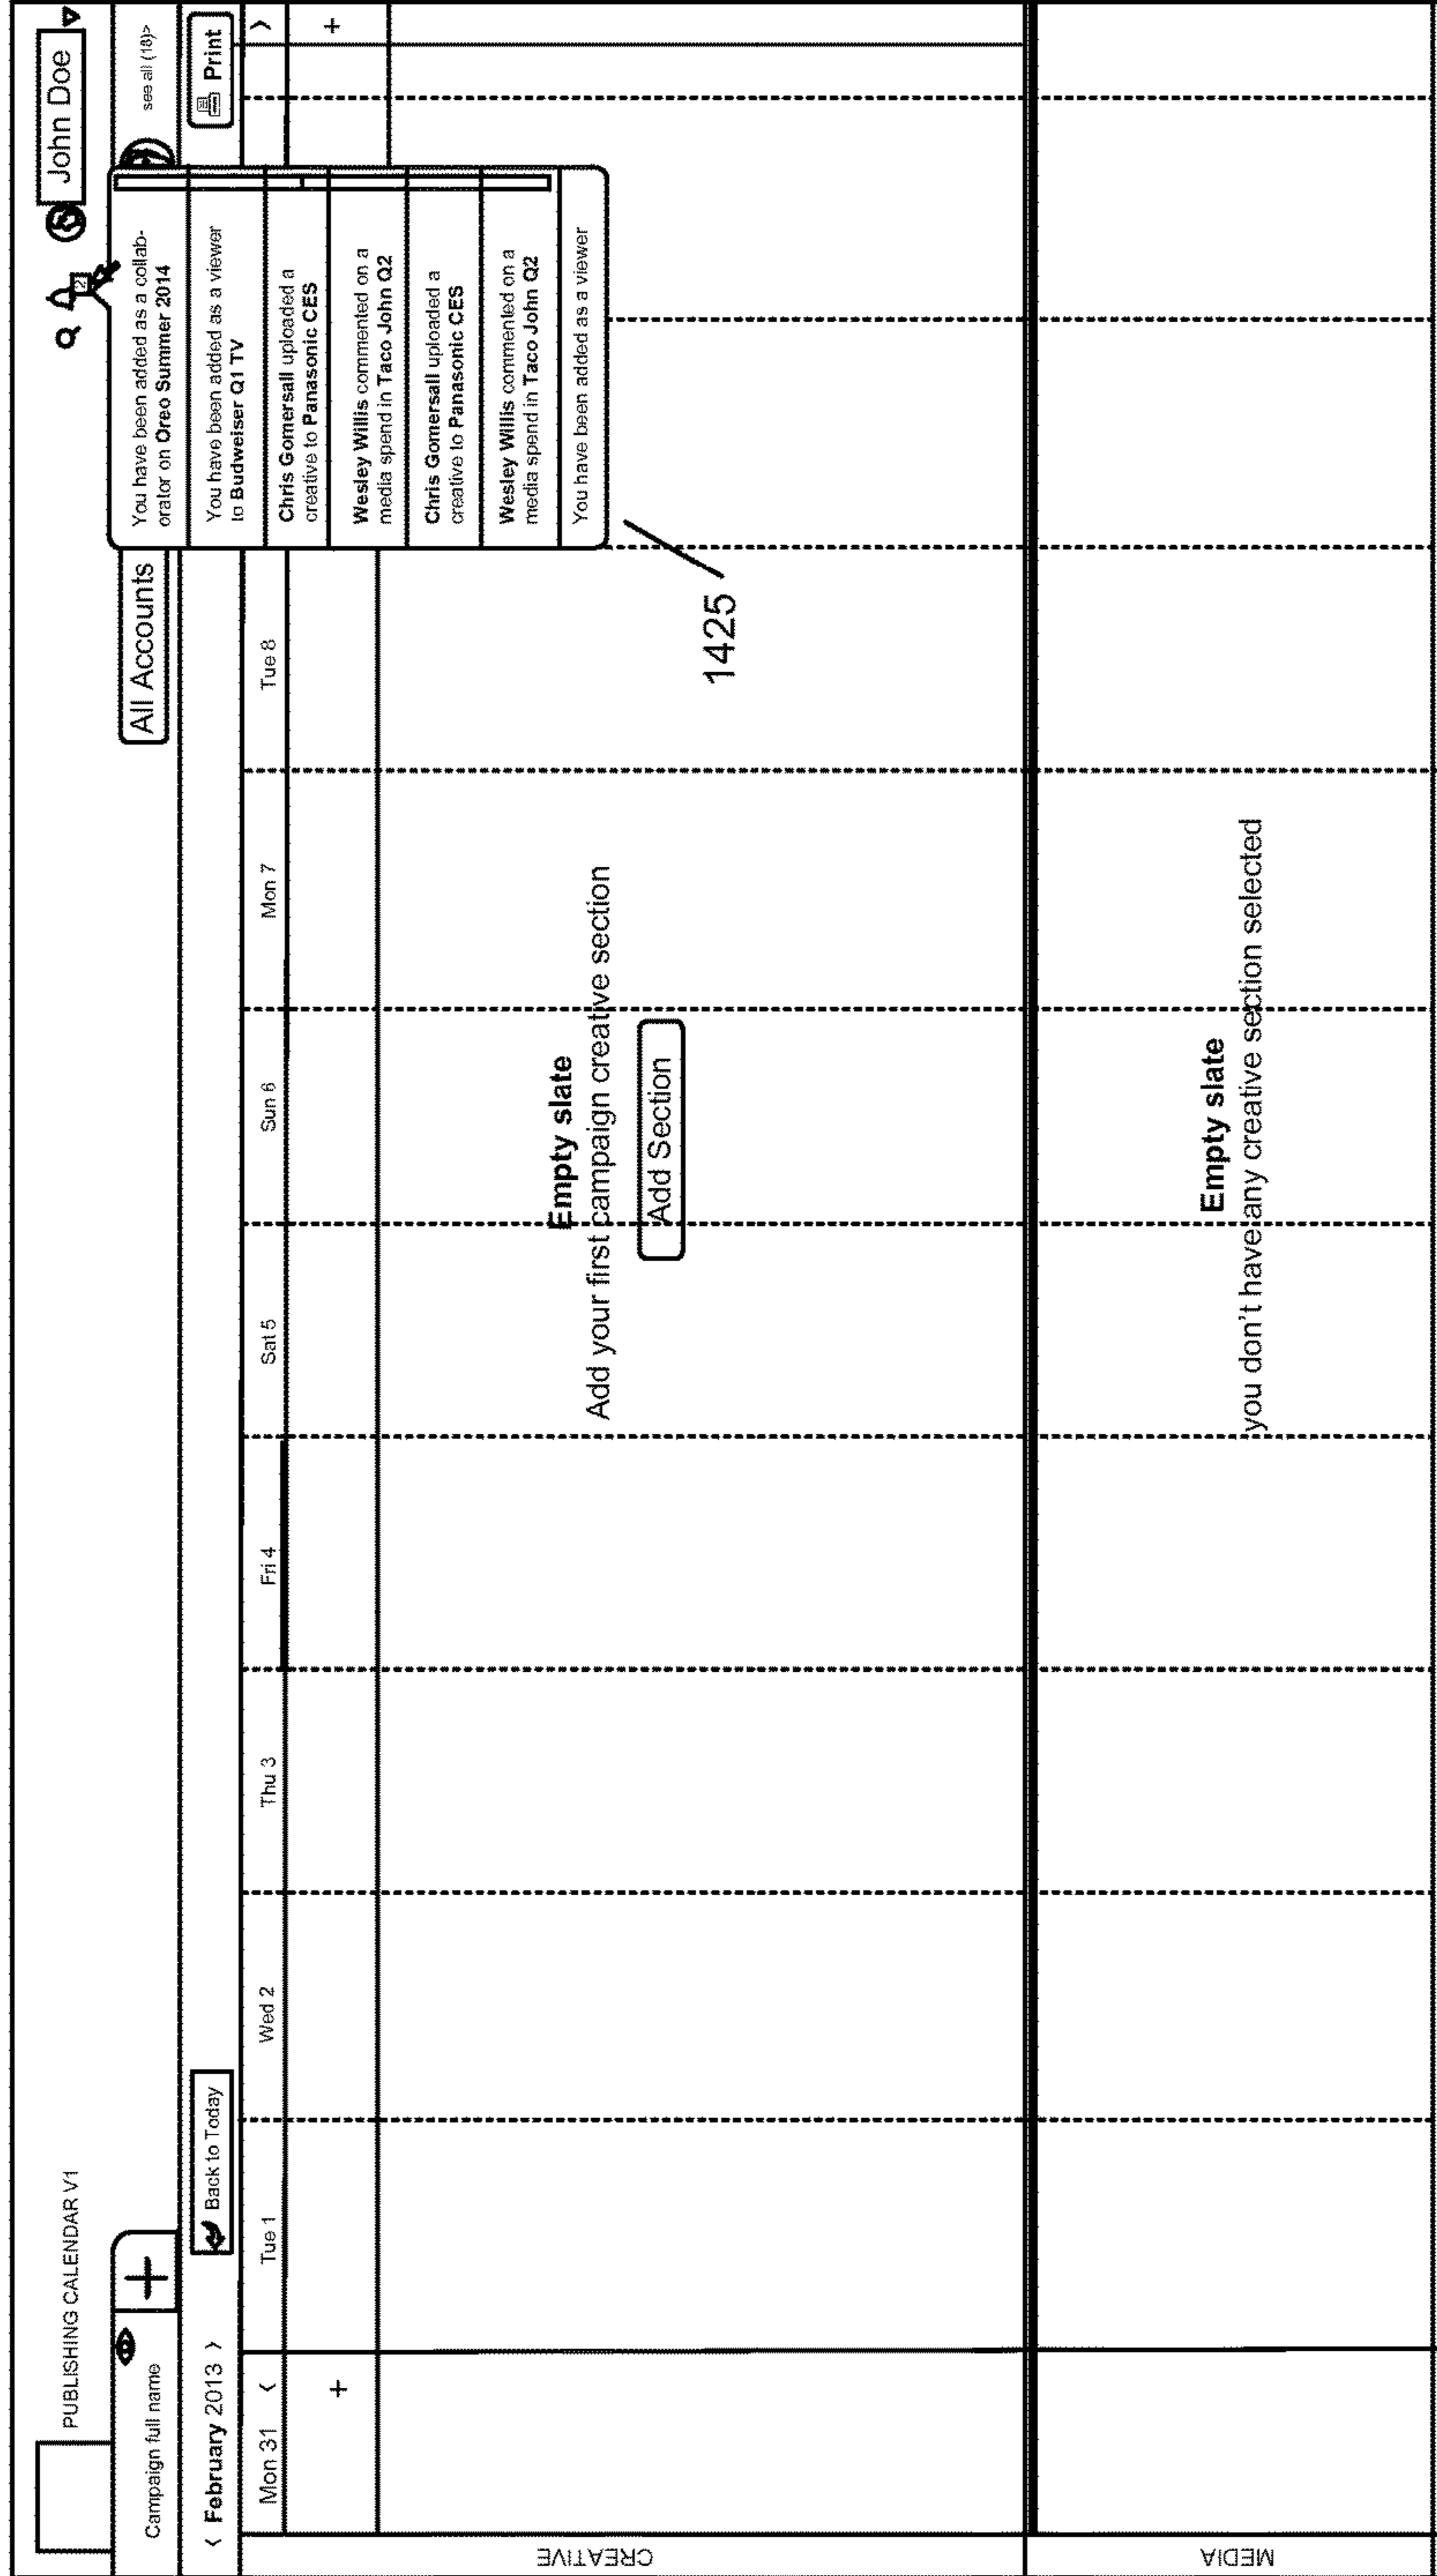 PUBLISHING CALENDAR V1
2
John Doe
Campaign full name
+
All Accounts
see all (18)>
< February 2013 >
Back to Today
Print
Mon 31 <
Tue 1
Wed 2
Thu 3
Fri 4
Sat 5
Sun 6
Mon 7
Tue 8
>
+
+
You have been added as a collab-
orator on Oreo Summer 2014
You have been added as a viewer
to Budweiser Q1 TV
Chris Gomersall uploaded a
creative to Panasonic CES
Wesley Willis commented on a
media spend in Taco John Q2
Chris Gomersall uploaded a
creative to Panasonic CES
Wesley Willis commented on a
media spend in Taco John Q2
You have been added as a viewer
1425
CREATIVE
Empty slate
Add your first campaign creative section
Add Section
MEDIA
Empty slate
you don't have any creative section selected